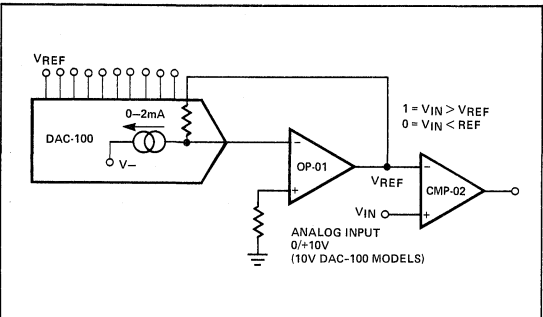 VREF
0–2mA
DAC-100
V–
–
OP-01
+
VREF
1 = VIN > VREF
0 = VIN < REF
–
CMP-02
+
VIN
ANALOG INPUT
0/+10V
(10V DAC-100 MODELS)